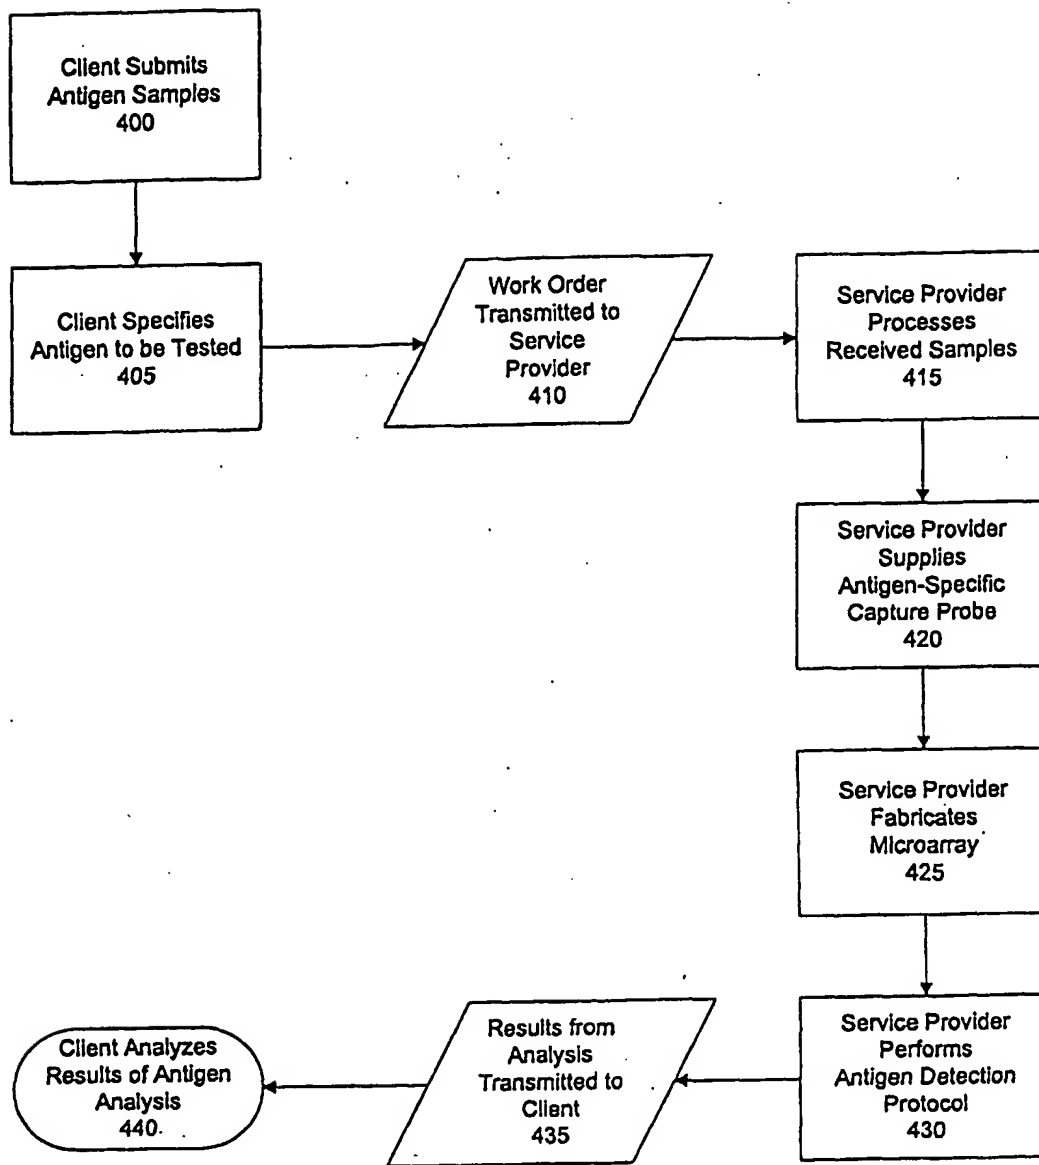 Client Submits
Antigen Samples
400
Client Specifies
Antigen to be Tested
405
Work Order
Transmitted to
Service
Provider
410
Service Provider
Processes
Received Samples
415
Service Provider
Supplies
Antigen-Specific
Capture Probe
420
Service Provider
Fabricates
Microarray
425
Service Provider
Performs
Antigen Detection
Protocol
430
Results from
Analysis
Transmitted to
Client
435
Client Analyzes
Results of Antigen
Analysis
440